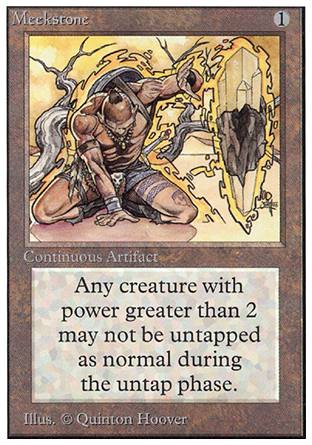 Meekstone 1
Continuous Artifact
Any creature with
power greater than 2
may not be untapped
as normal during
the untap phase.
Illus. © Quinton Hoover